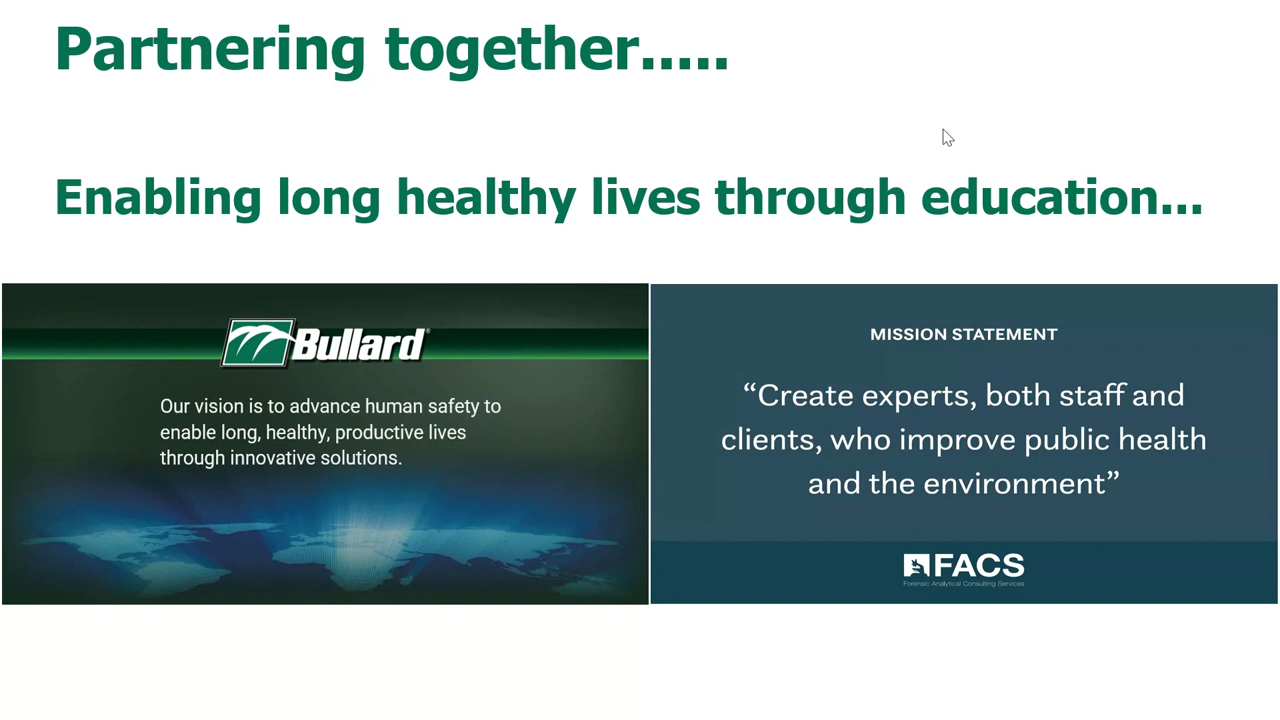 Partnering together.....
Enabling long healthy lives through education...
Bullard
Our vision is to advance human safety to
enable long, healthy, productive lives
through innovative solutions.
MISSION STATEMENT
“Create experts, both staff and
clients, who improve public health
and the environment”
FACS
Forensic Analytical Consulting Services